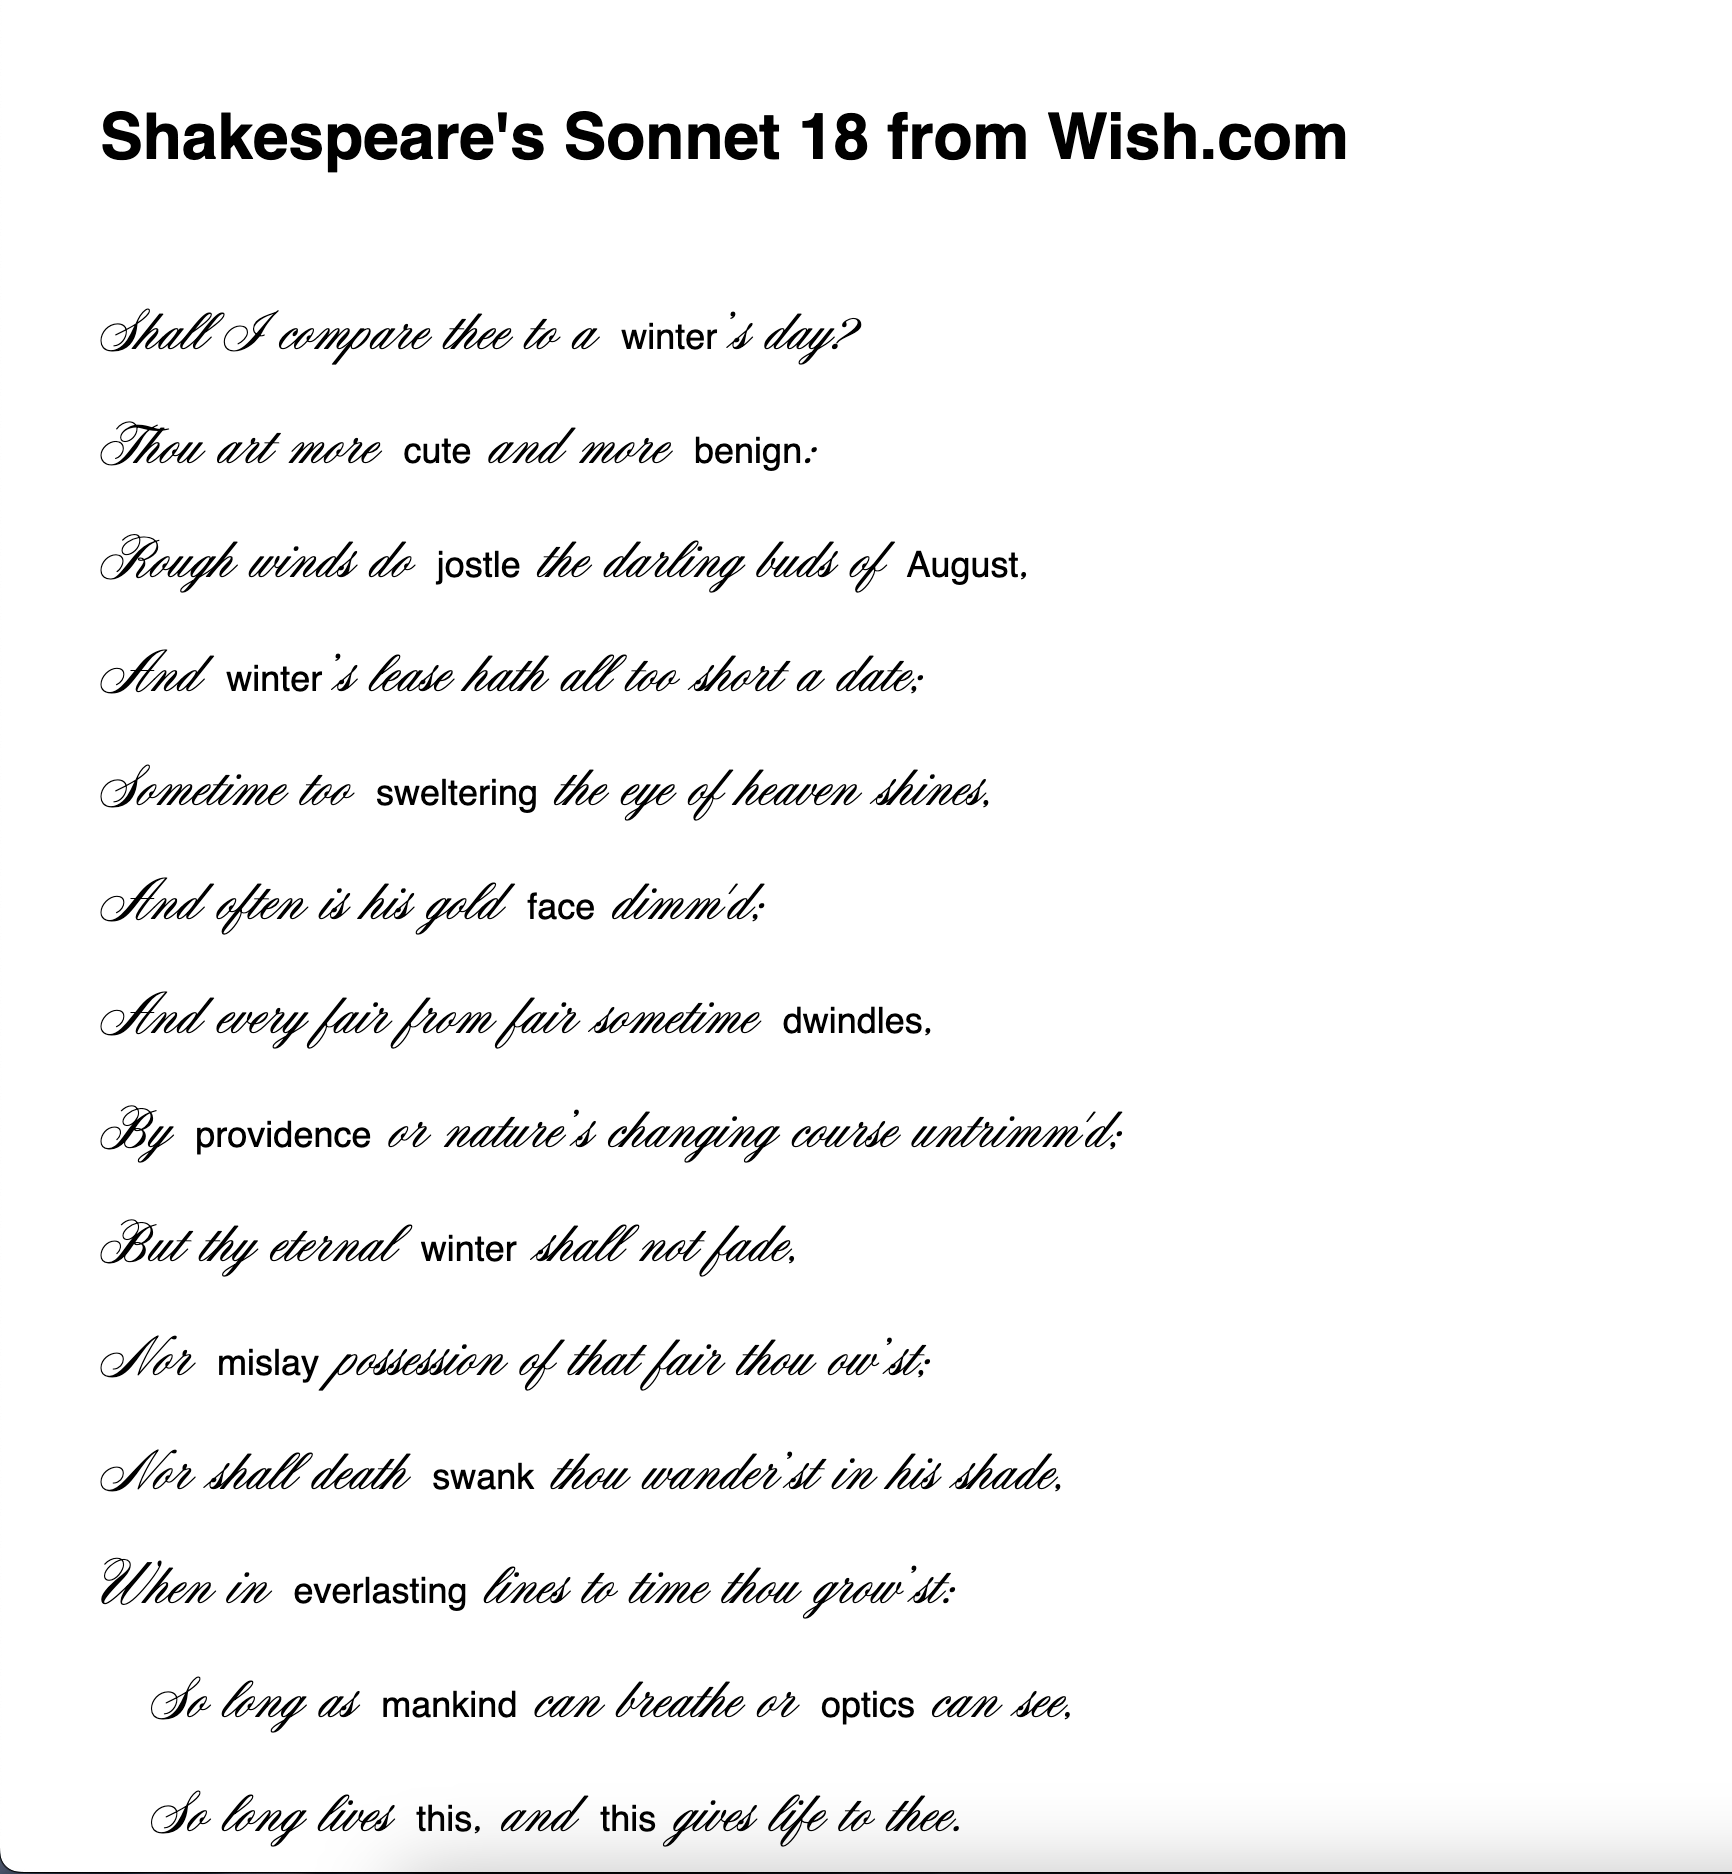 Shakespeare's Sonnet 18 from Wish.com
Shall I compare thee to a winter’s day?
Thou art more cute and more benign:
Rough winds do jostle the darling buds of August,
And winter’s lease hath all too short a date;
Sometime too sweltering the eye of heaven shines,
And often is his gold face dimm'd;
And every fair from fair sometime dwindles,
By providence or nature’s changing course untrimm'd;
But thy eternal winter shall not fade,
Nor mislay possession of that fair thou ow’st;
Nor shall death swank thou wander’st in his shade,
When in everlasting lines to time thou grow’st:
So long as mankind can breathe or optics can see,
So long lives this, and this gives life to thee.